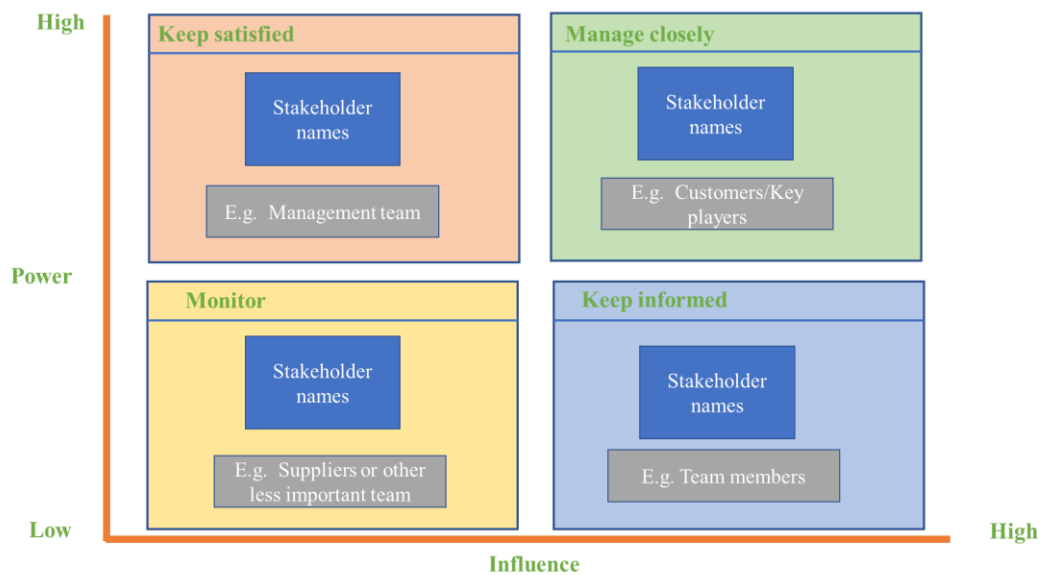 High
Keep satisfied
Manage closely
Stakeholder
names
Stakeholder
names
E.g. Management team
E.g. Customers/Key
players
Power
Monitor
Keep informed
Stakeholder
names
Stakeholder
names
E.g. Suppliers or other
less important team
E.g. Team members
Low
High
Influence